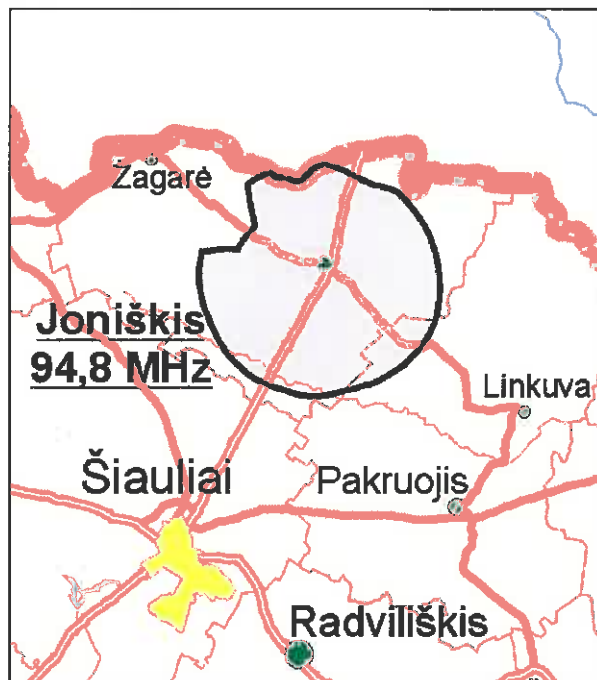 Žagarė
Joniškis
94,8 MHz
Linkuva
Šiauliai
Pakruojis
Radviliškis